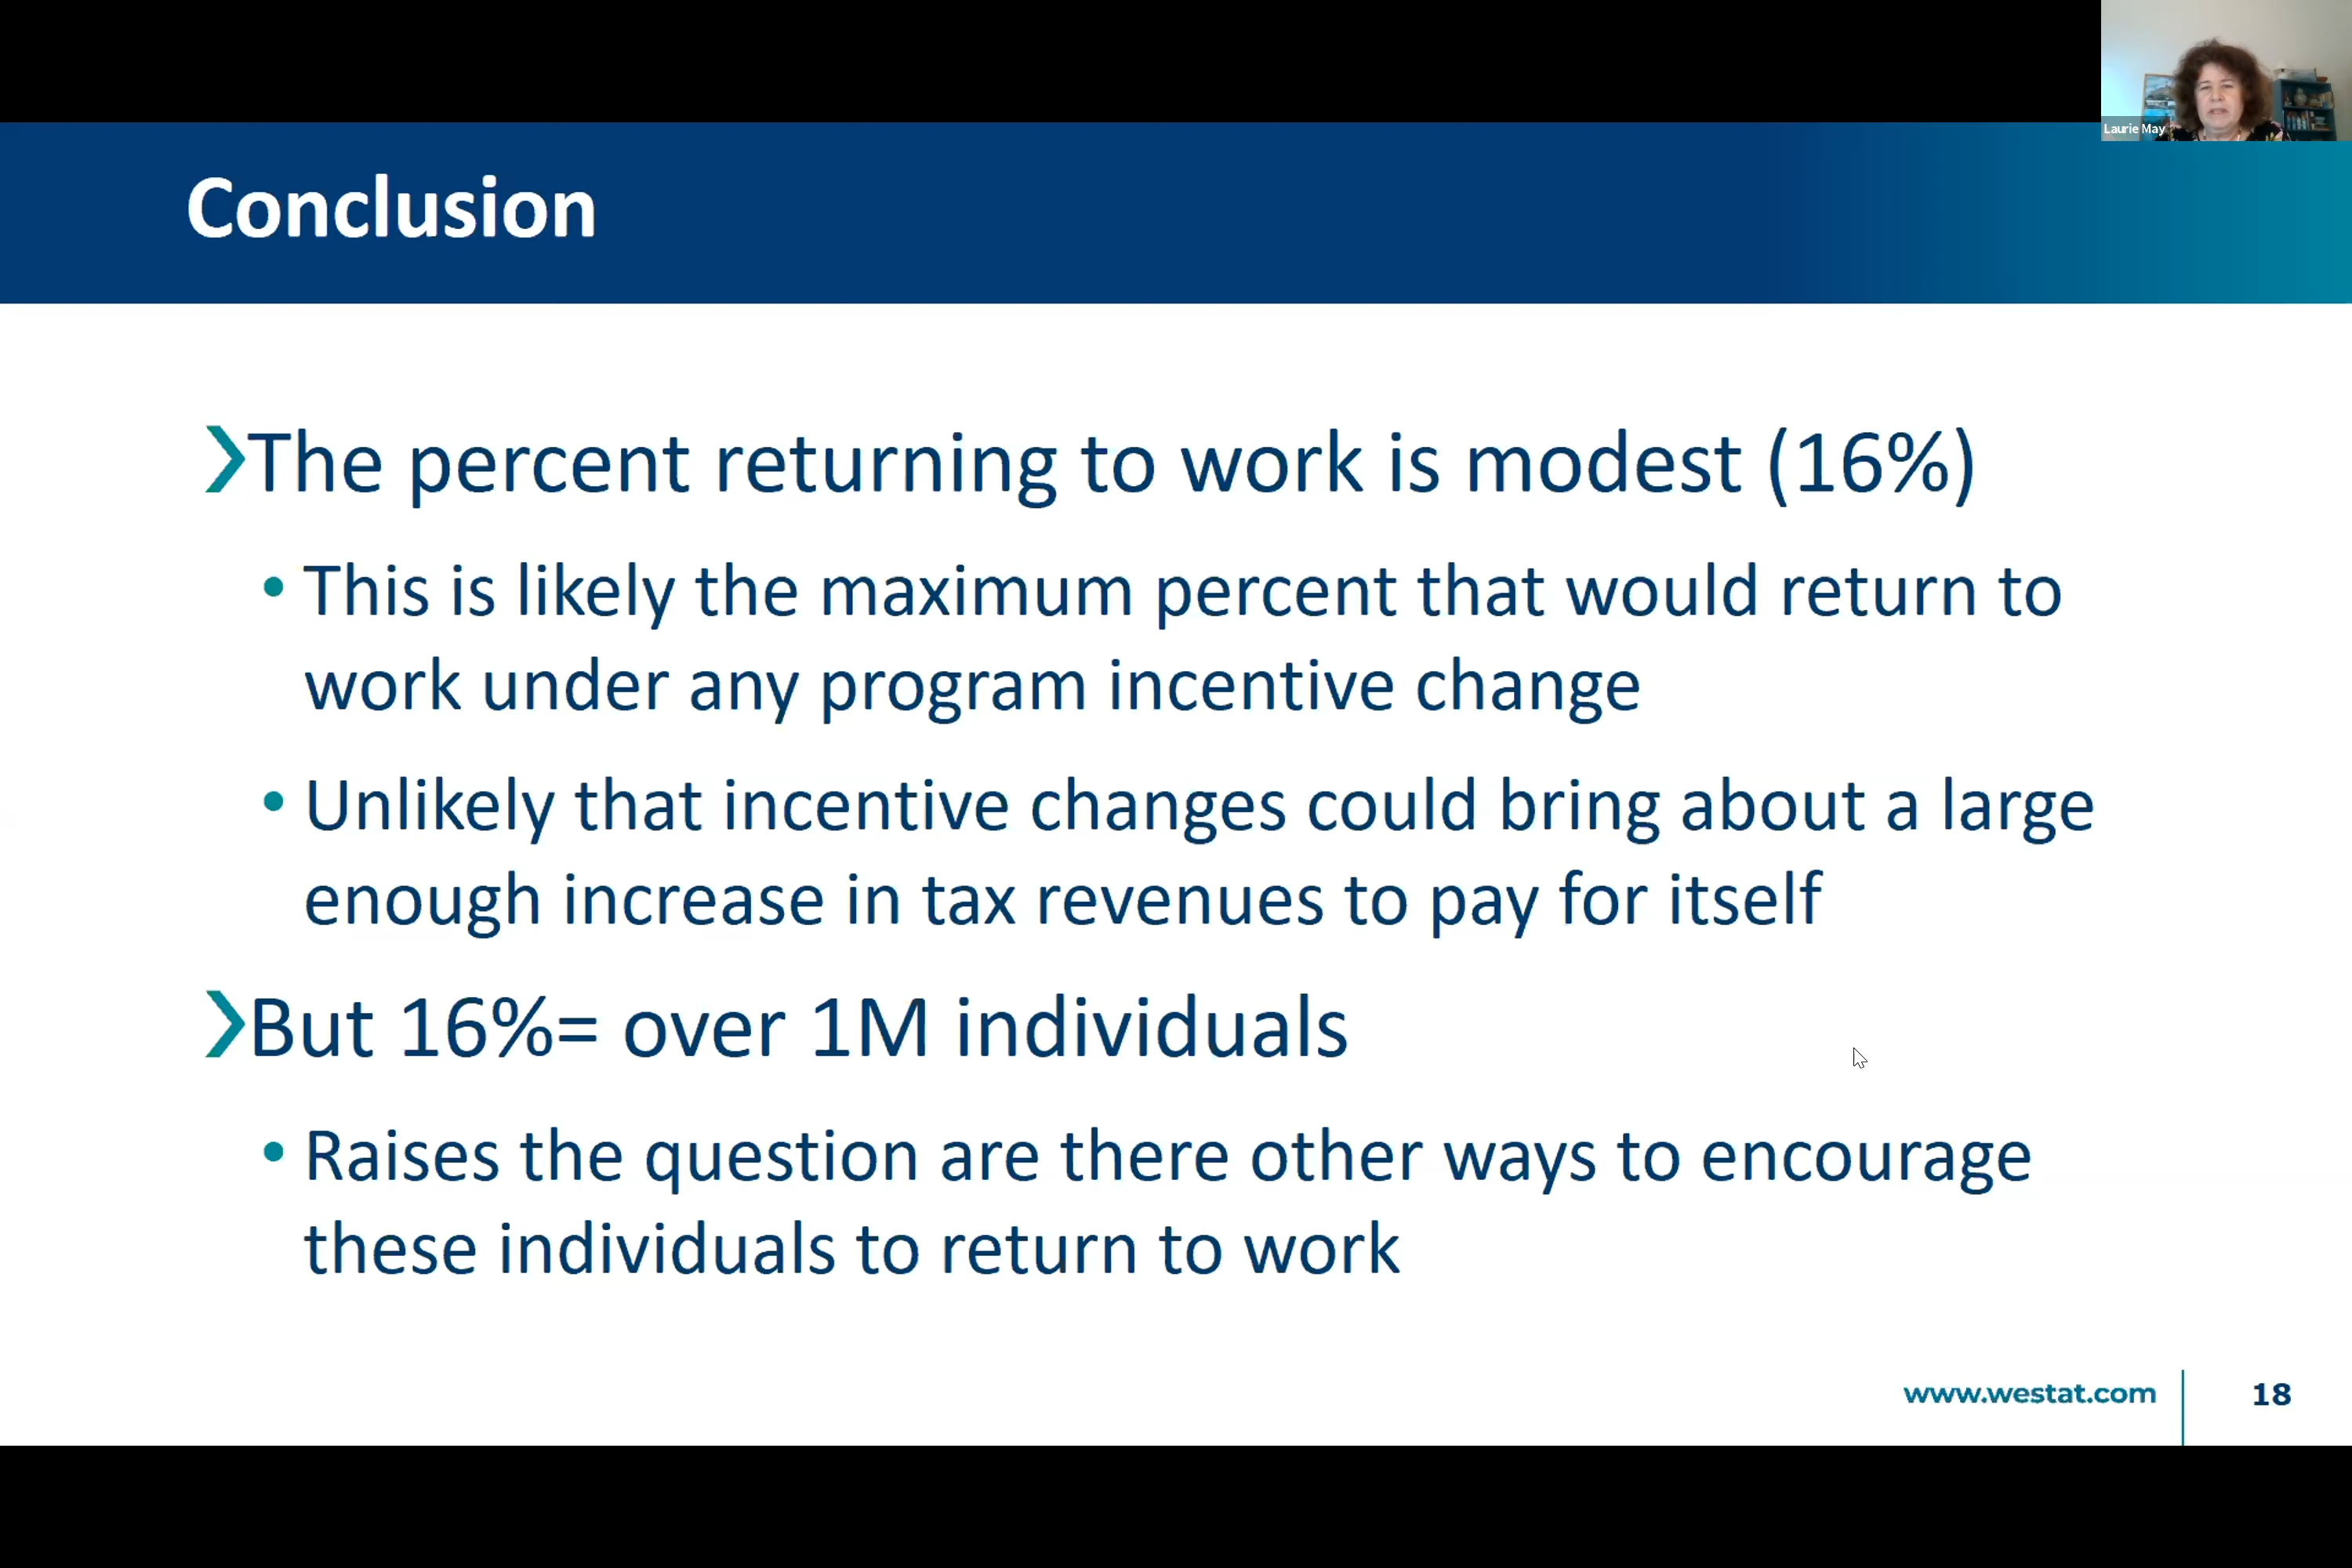 Laurie May
Conclusion
The percent returning to work is modest (16%)
• This is likely the maximum percent that would return to
work under any program incentive change
• Unlikely that incentive changes could bring about a large
enough increase in tax revenues to pay for itself
But 16%= over 1M individuals
• Raises the question are there other ways to encourage
these individuals to return to work
www.westat.com
18